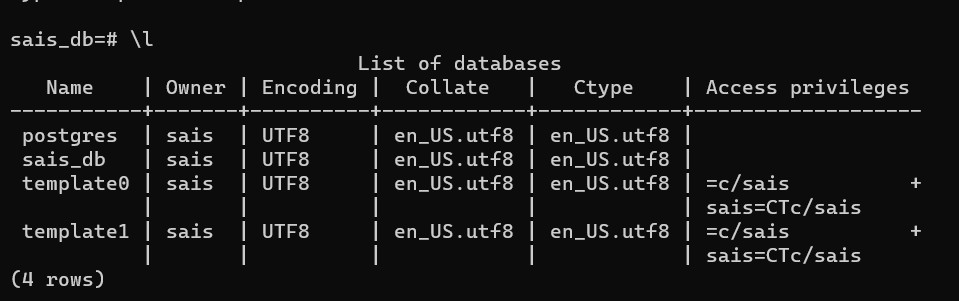 sais_db=# \l
                             List of databases
   Name    | Owner | Encoding |  Collate   |   Ctype    | Access privileges
-----------+-------+----------+------------+------------+-------------------
 postgres  | sais  | UTF8     | en_US.utf8 | en_US.utf8 |
 sais_db   | sais  | UTF8     | en_US.utf8 | en_US.utf8 |
 template0 | sais  | UTF8     | en_US.utf8 | en_US.utf8 | =c/sais          +
           |       |          |            |            | sais=CTc/sais
 template1 | sais  | UTF8     | en_US.utf8 | en_US.utf8 | =c/sais          +
           |       |          |            |            | sais=CTc/sais
(4 rows)